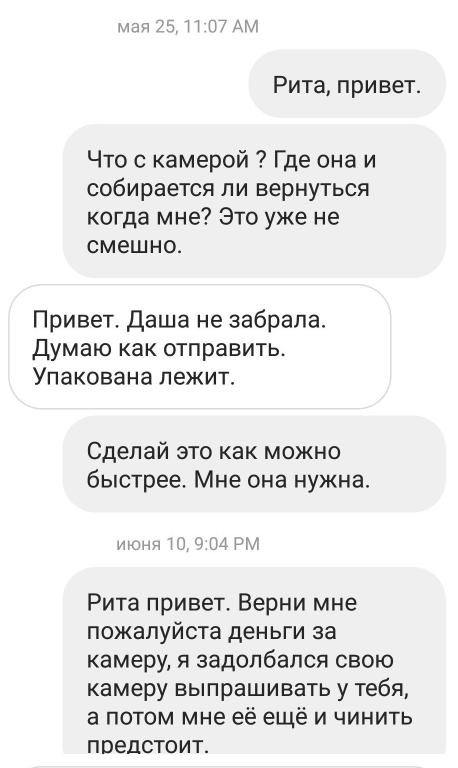 мая 25, 11:07 AM
Рита, привет.
Что с камерой ? Где она и
собирается ли вернуться
когда мне? Это уже не
смешно.
Привет. Даша не забрала.
Думаю как отправить.
Упакована лежит.
Сделай это как можно
быстрее. Мне она нужна.
июня 10, 9:04 PM
Рита привет. Верни мне
пожалуйста деньги за
камеру, я задолбался свою
камеру выпрашивать у тебя,
а потом мне её ещё и чинить
предстоит.